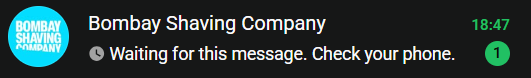 BOMBAY
SHAVING
COMPANY
Bombay Shaving Company 18:47
Waiting for this message. Check your phone. 1